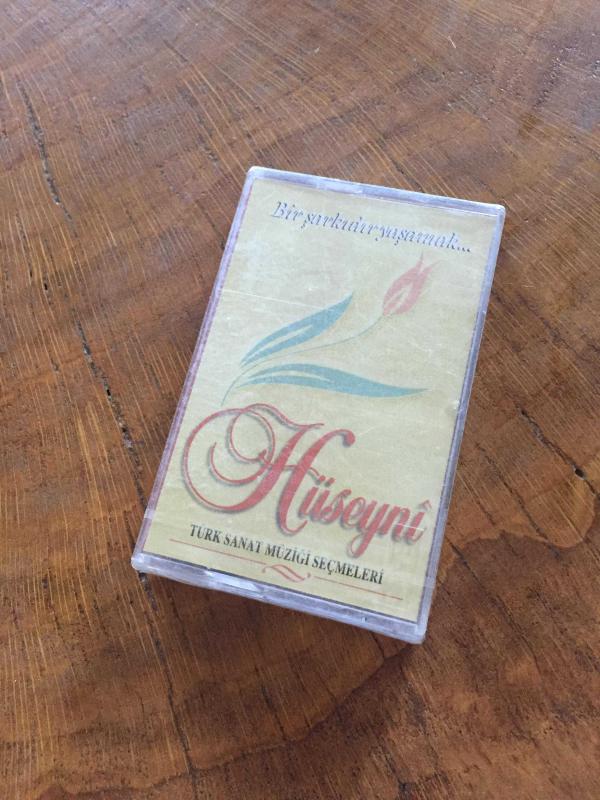 Bir şarkıdır yaşamak...
Hüseynî
TÜRK SANAT MÜZİĞİ SEÇMELERİ